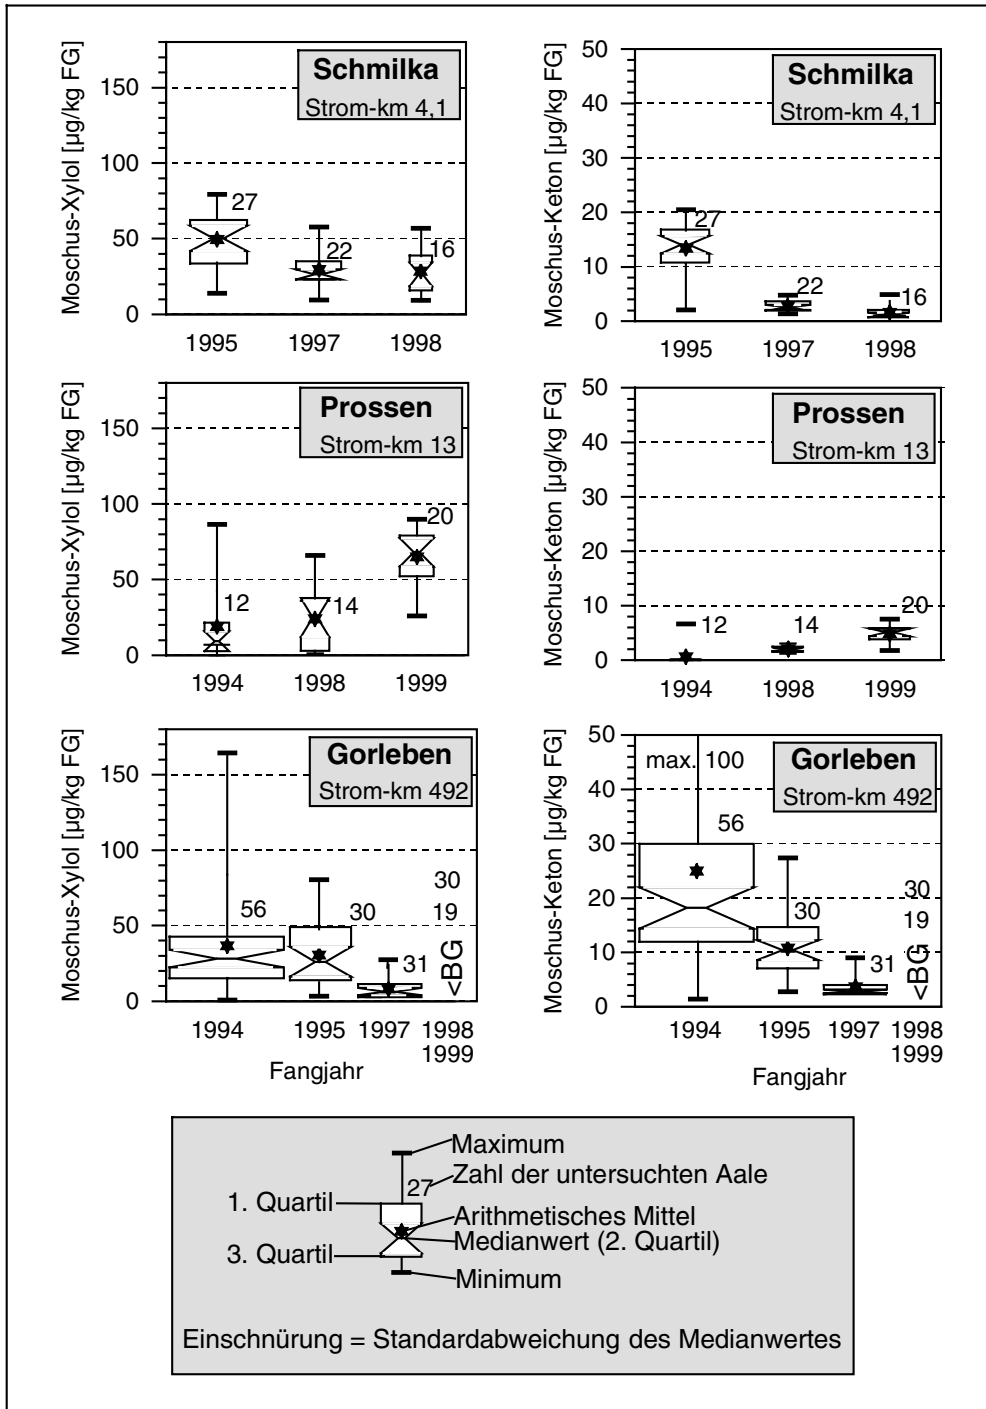 Moschus-Xylol [µg/kg FG]
150
100
50
0
Schmilka
Strom-km 4,1
27
22
16
1995
1997
1998
Moschus-Keton [µg/kg FG]
50
40
30
20
10
0
Schmilka
Strom-km 4,1
27
22
16
1995
1997
1998
Moschus-Xylol [µg/kg FG]
150
100
50
0
Prossen
Strom-km 13
12
14
20
1994
1998
1999
Moschus-Keton [µg/kg FG]
50
40
30
20
10
0
Prossen
Strom-km 13
12
14
20
1994
1998
1999
Moschus-Xylol [µg/kg FG]
150
100
50
0
Gorleben
Strom-km 492
56
30
31
30
19
<BG
1994
1995
1997
1998
1999
Fangjahr
Moschus-Keton [µg/kg FG]
50
40
30
20
10
0
max. 100
Gorleben
Strom-km 492
56
30
31
30
19
<BG
1994
1995
1997
1998
1999
Fangjahr
Maximum
27
Zahl der untersuchten Aale
1. Quartil
Arithmetisches Mittel
Medianwert (2. Quartil)
3. Quartil
Minimum
Einschnürung = Standardabweichung des Medianwertes